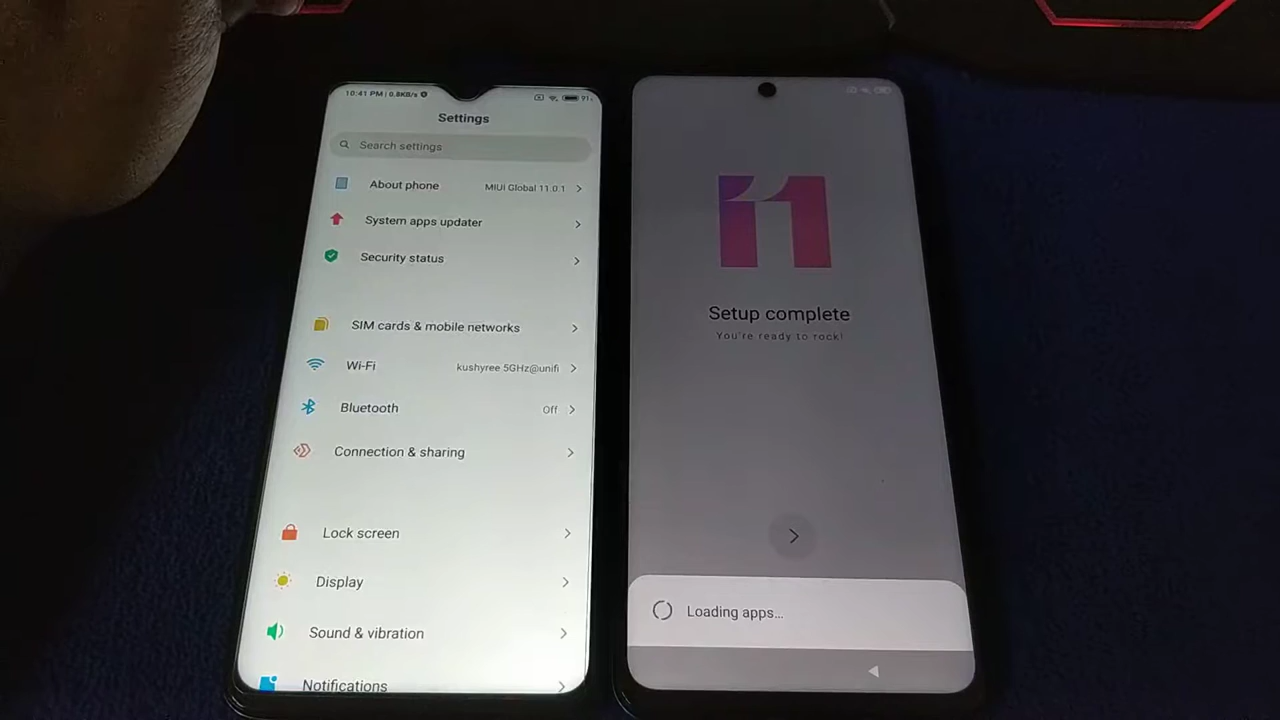 10:41 PM | 0.8KB/s
91
Settings
Search settings
About phone
MIUI Global 11.0.1
System apps updater
Security status
SIM cards & mobile networks
Wi-Fi
kushyree 5GHz@unifi
Bluetooth
Off
Connection & sharing
Lock screen
Display
Sound & vibration
Notifications
11
Setup complete
You're ready to rock!
Loading apps...